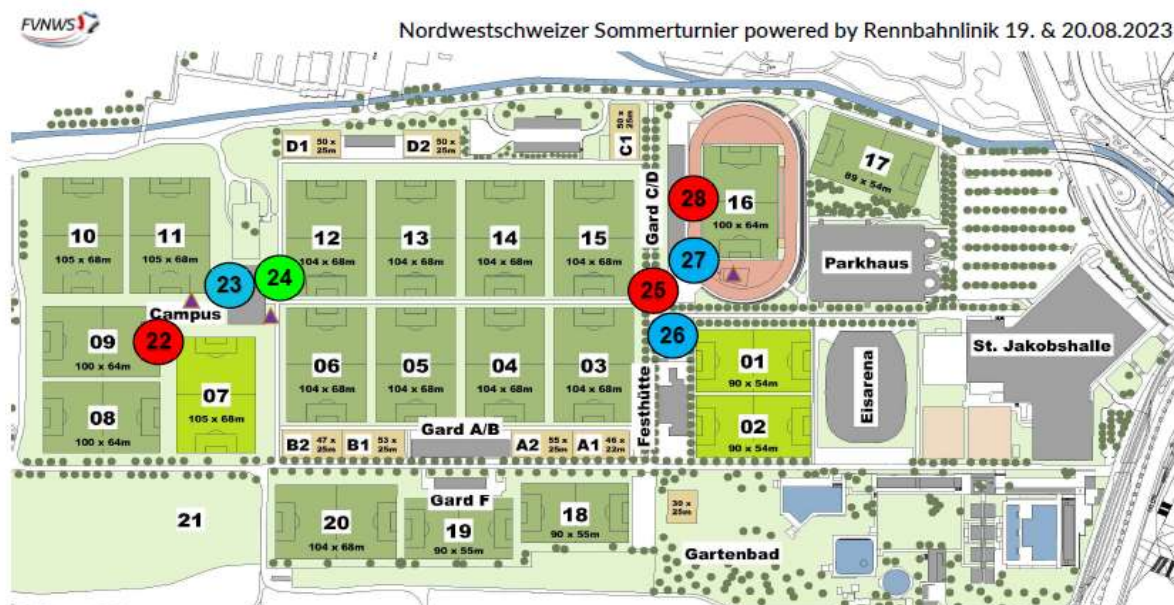 FVNWS
Nordwestschweizer Sommerturnier powered by Rennbahnlinik 19. & 20.08.2023
D1 50 x 25m
D2 50 x 25m
C1 50 x 25m
17
89 x 54m
10
105 x 68m
11
105 x 68m
12
104 x 68m
13
104 x 68m
14
104 x 68m
15
104 x 68m
Gard C/D
28
16
100 x 64m
23
24
25
27
Parkhaus
Campus
22
09
100 x 64m
08
100 x 64m
07
105 x 68m
06
104 x 68m
05
104 x 68m
04
104 x 68m
03
104 x 68m
26
01
90 x 54m
02
90 x 54m
Festhütte
Eisarena
St. Jakobshalle
Gard A/B
B2 47 x 25m
B1 53 x 25m
A2 55 x 25m
A1 46 x 22m
21
20
104 x 68m
Gard F
19
90 x 55m
18
90 x 55m
30 x 25m
Gartenbad